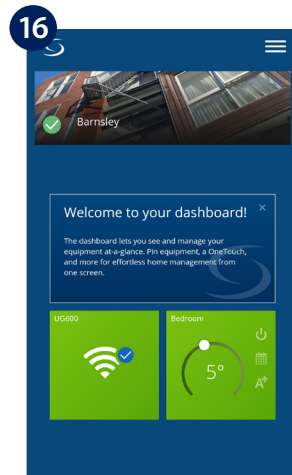 16
Barnsley
Welcome to your dashboard!
The dashboard lets you see and manage your
equipment at-a-glance. Pin equipment, a OneTouch,
and more for effortless home management from
one screen.
UG600
Bedroom
5°
A+